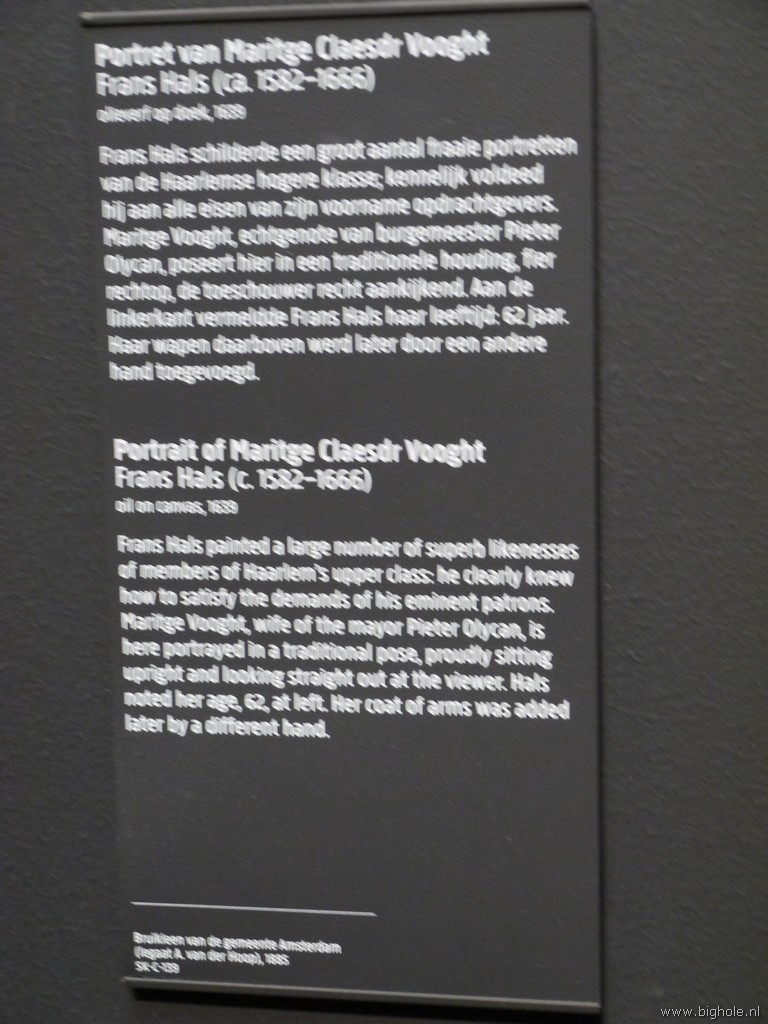 Portret van Maritge Claesdr Vooght
Frans Hals (ca. 1582–1666)
olieverf op doek, 1639
Frans Hals schilderde een groot aantal fraaie portretten
van de Haarlemse hogere klasse; kennelijk voldeed
hij aan alle eisen van zijn voorname opdrachtgevers.
Maritge Vooght, echtgenote van burgemeester Pieter
Olycan, poseert hier in een traditionele houding, fier
rechtop, de toeschouwer recht aankijkend. Aan de
linkerkant vermeldde Frans Hals haar leeftijd: 62 jaar.
Haar wapen daarboven werd later door een andere
hand toegevoegd.
Portrait of Maritge Claesdr Vooght
Frans Hals (c. 1582–1666)
oil on canvas, 1639
Frans Hals painted a large number of superb likenesses
of members of Haarlem's upper class: he clearly knew
how to satisfy the demands of his eminent patrons.
Maritge Vooght, wife of the mayor Pieter Olycan, is
here portrayed in a traditional pose, proudly sitting
upright and looking straight out at the viewer. Hals
noted her age, 62, at left. Her coat of arms was added
later by a different hand.
Bruikleen van de gemeente Amsterdam
(legaat A. van der Hoop), 1885
SK-C-139
www.bighole.nl